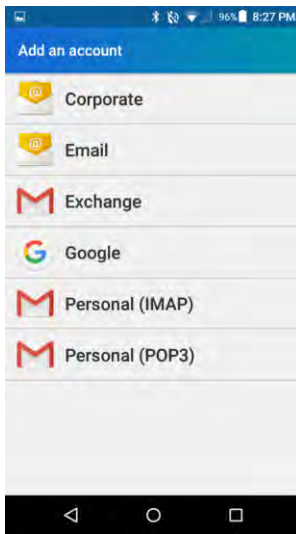 96% 8:27 PM
Add an account
Corporate
Email
Exchange
Google
Personal (IMAP)
Personal (POP3)